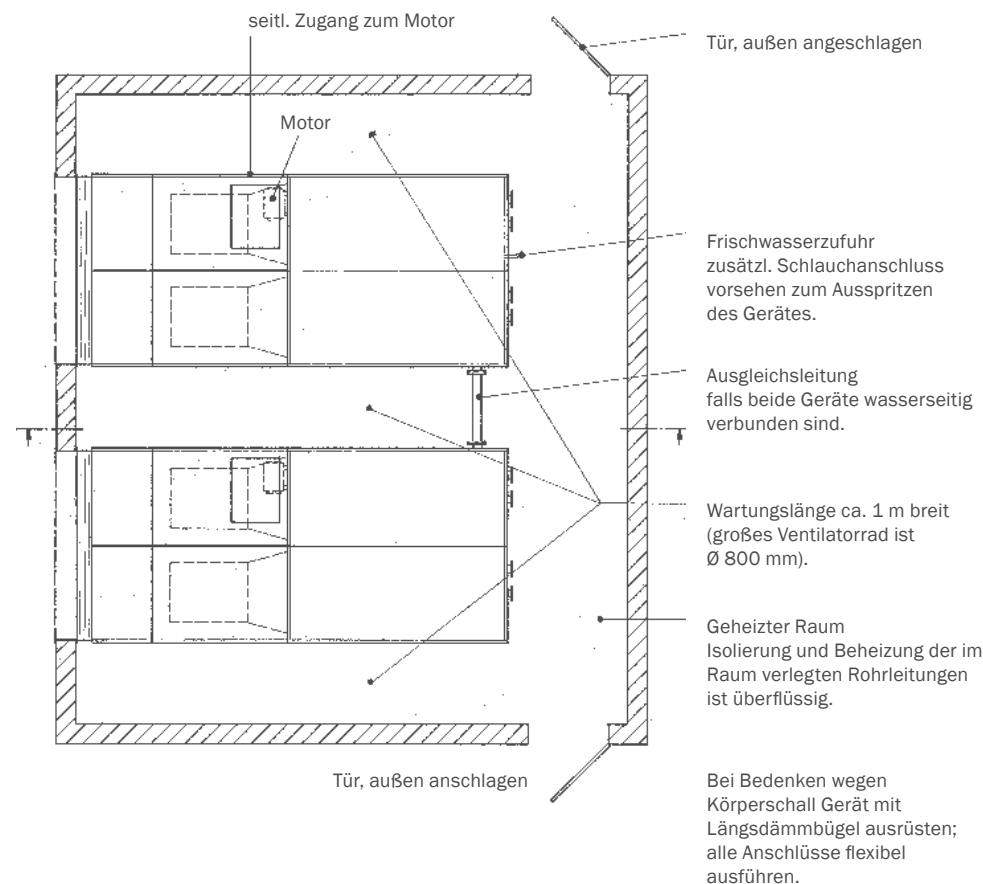 seitl. Zugang zum Motor
Tür, außen angeschlagen
Motor
Frischwasserzufuhr
zusätzl. Schlauchanschluss
vorsehen zum Ausspritzen
des Gerätes.
Ausgleichsleitung
falls beide Geräte wasserseitig
verbunden sind.
Wartungslänge ca. 1 m breit
(großes Ventilatorrad ist
Ø 800 mm).
Geheizter Raum
Isolierung und Beheizung der im
Raum verlegten Rohrleitungen
ist überflüssig.
Tür, außen anschlagen
Bei Bedenken wegen
Körperschall Gerät mit
Längsdämmbügel ausrüsten;
alle Anschlüsse flexibel
ausführen.